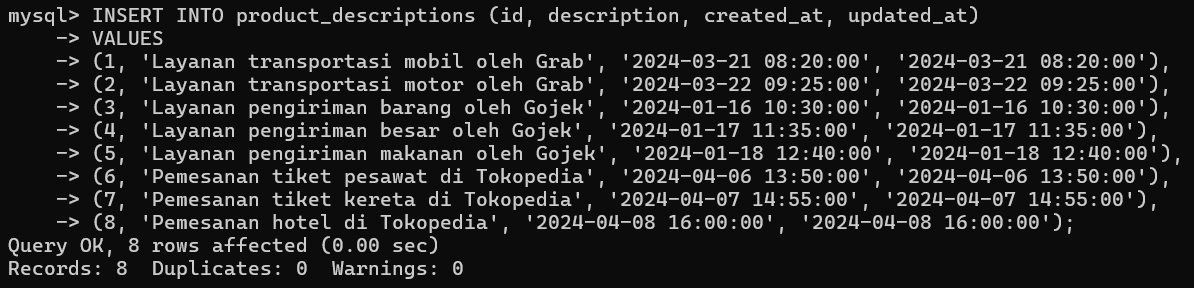 mysql> INSERT INTO product_descriptions (id, description, created_at, updated_at)
    -> VALUES
    -> (1, 'Layanan transportasi mobil oleh Grab', '2024-03-21 08:20:00', '2024-03-21 08:20:00'),
    -> (2, 'Layanan transportasi motor oleh Grab', '2024-03-22 09:25:00', '2024-03-22 09:25:00'),
    -> (3, 'Layanan pengiriman barang oleh Gojek', '2024-01-16 10:30:00', '2024-01-16 10:30:00'),
    -> (4, 'Layanan pengiriman besar oleh Gojek', '2024-01-17 11:35:00', '2024-01-17 11:35:00'),
    -> (5, 'Layanan pengiriman makanan oleh Gojek', '2024-01-18 12:40:00', '2024-01-18 12:40:00'),
    -> (6, 'Pemesanan tiket pesawat di Tokopedia', '2024-04-06 13:50:00', '2024-04-06 13:50:00'),
    -> (7, 'Pemesanan tiket kereta di Tokopedia', '2024-04-07 14:55:00', '2024-04-07 14:55:00'),
    -> (8, 'Pemesanan hotel di Tokopedia', '2024-04-08 16:00:00', '2024-04-08 16:00:00');
Query OK, 8 rows affected (0.00 sec)
Records: 8  Duplicates: 0  Warnings: 0